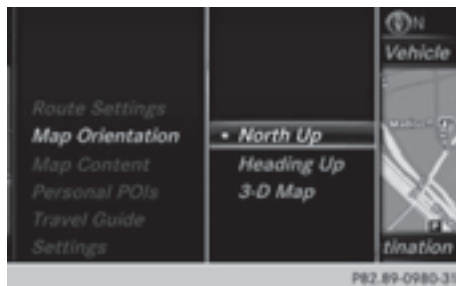 N
Vehicle
Route Settings
Map Orientation
Map Content
Personal POIs
Travel Guide
Settings
• North Up
Heading Up
3-D Map
tination
P82.89-0980-31